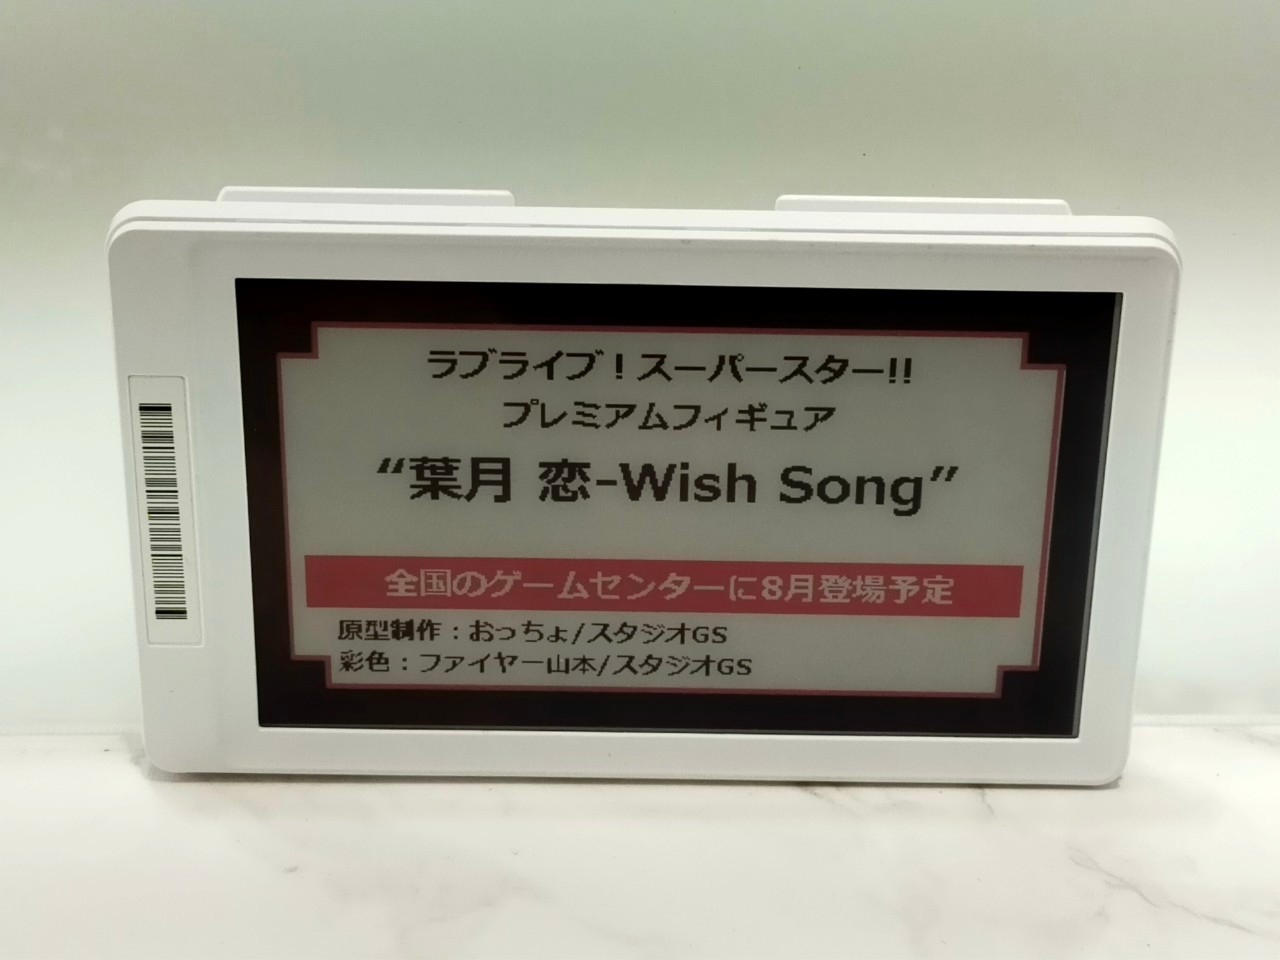 ラブライブ！スーパースター!!
プレミアムフィギュア
“葉月 恋-Wish Song”
全国のゲームセンターに8月登場予定
原型制作：おっちょ/スタジオGS
彩色：ファイヤー山本/スタジオGS